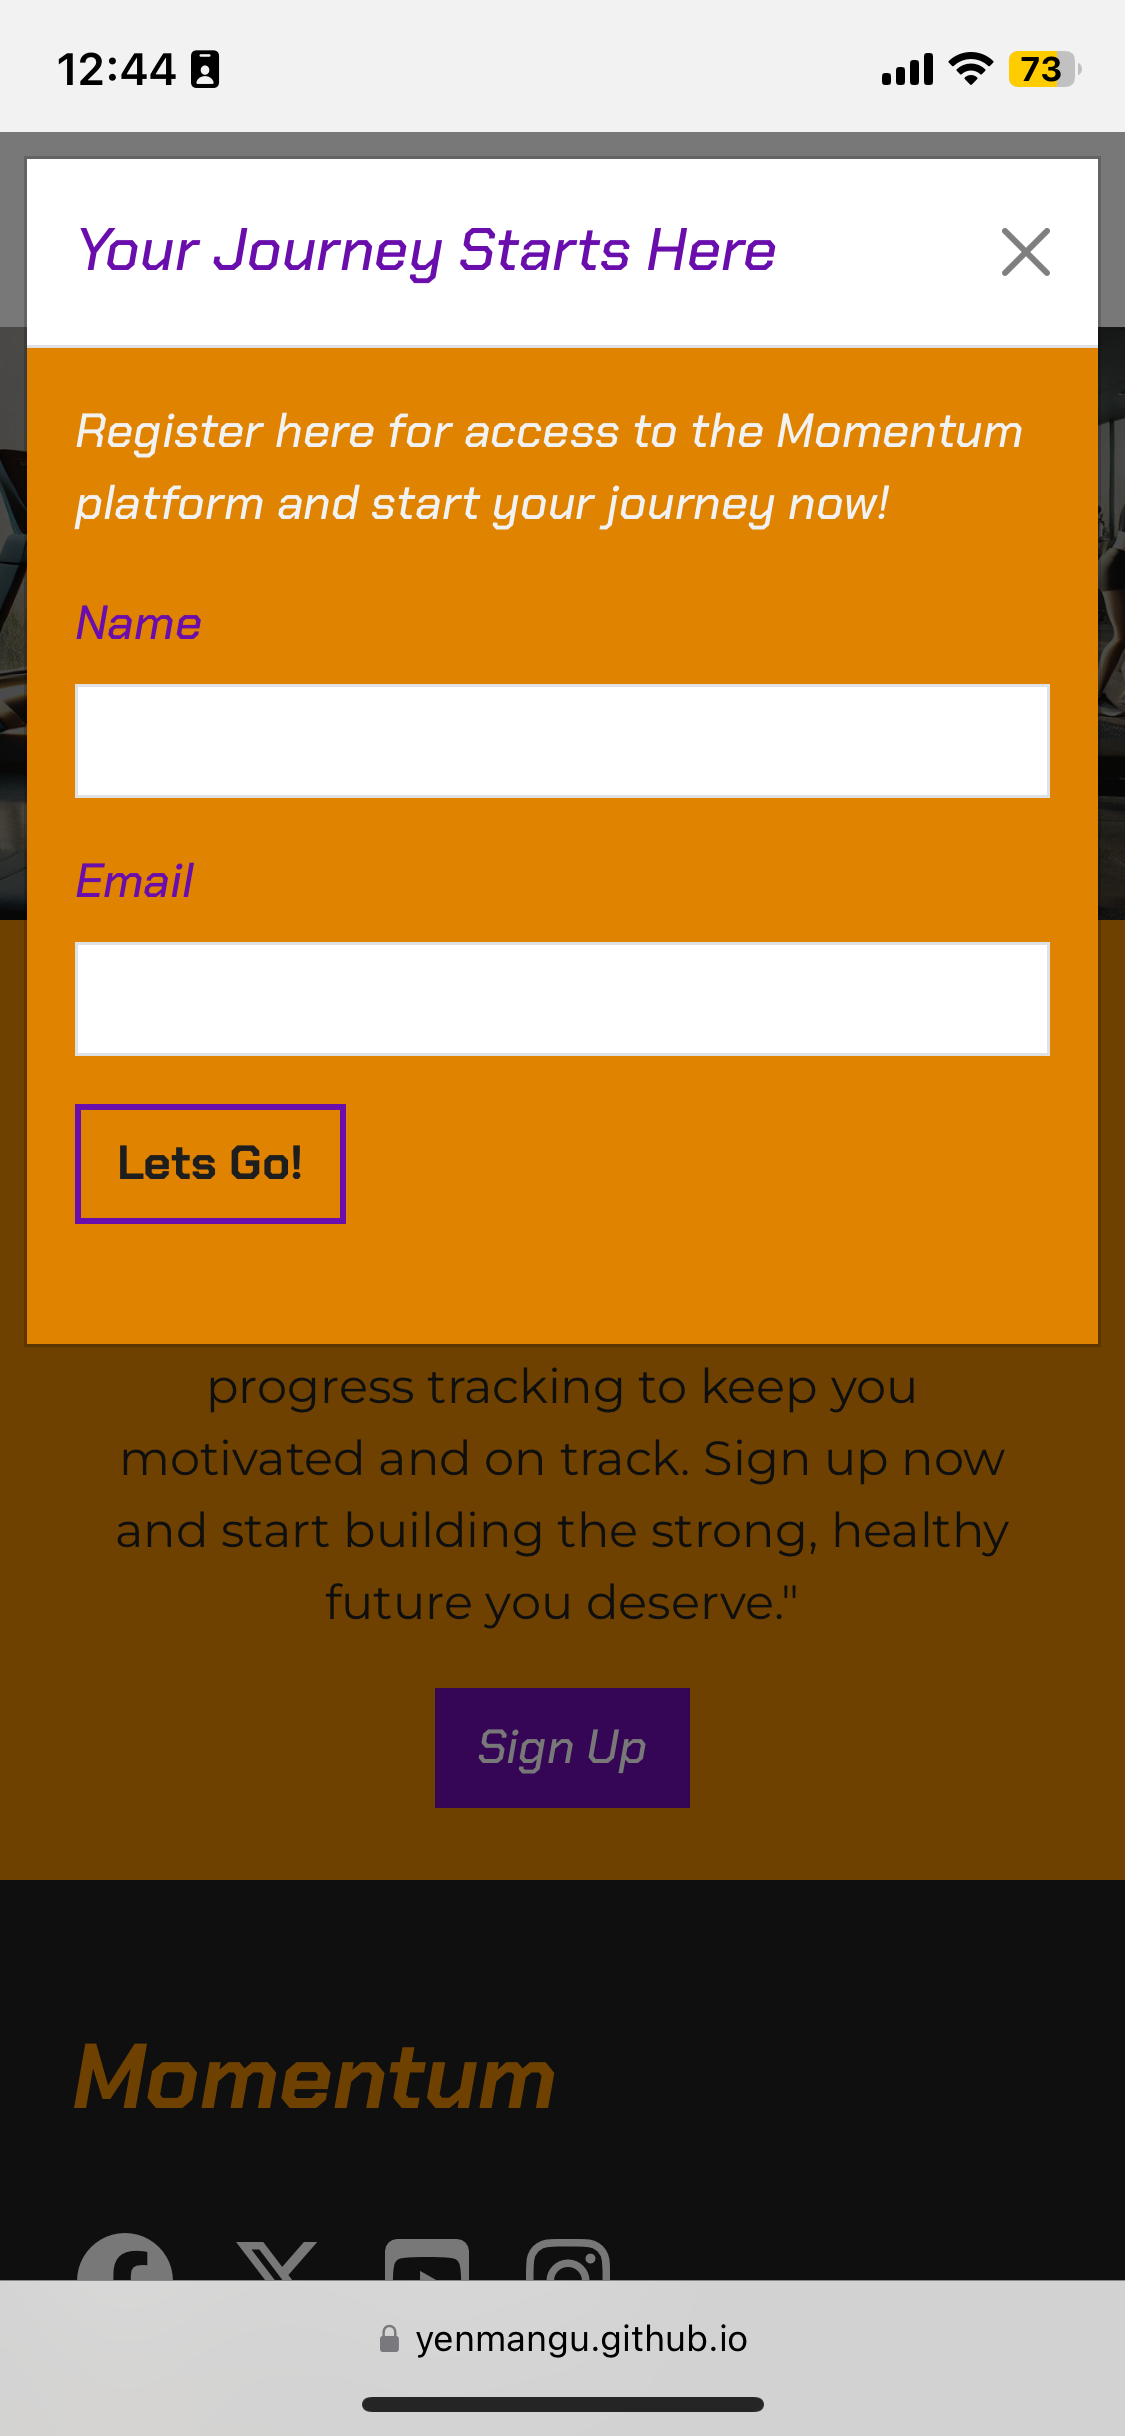 12:44
73
Your Journey Starts Here
Register here for access to the Momentum
platform and start your journey now!
Name
Email
Lets Go!
progress tracking to keep you
motivated and on track. Sign up now
and start building the strong, healthy
future you deserve."
Sign Up
Momentum
yenmangu.github.io